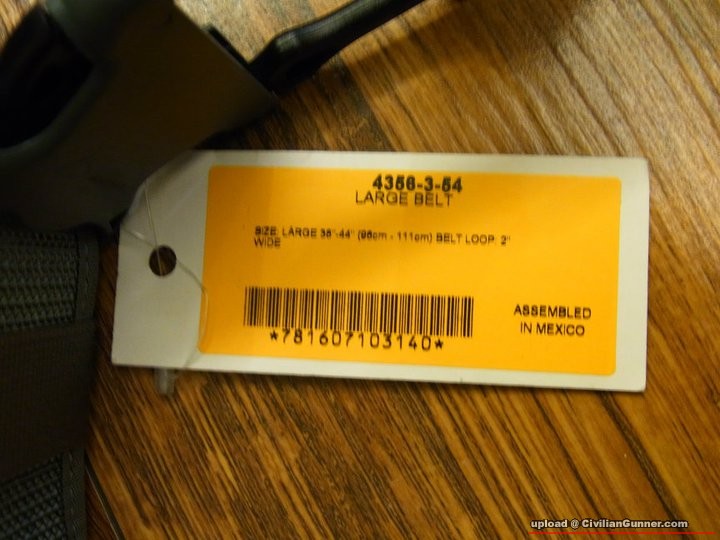 4356-3-54
LARGE BELT
SIZE: LARGE 38"-44" (96cm - 111cm) BELT LOOP: 2"
WIDE
*781607103140*
ASSEMBLED
IN MEXICO
upload @ CivilianGunner.com